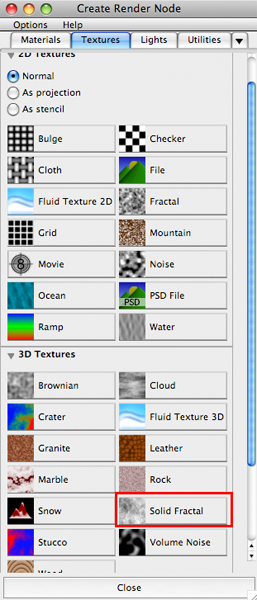 Create Render Node
Options Help
Materials Textures Lights Utilities
2D Textures
Normal
As projection
As stencil
Bulge Checker
Cloth File
Fluid Texture 2D Fractal
Grid Mountain
8 Movie Noise
Ocean PSD PSD File
Ramp Water
3D Textures
Brownian Cloud
Crater Fluid Texture 3D
Granite Leather
Marble Rock
Snow Solid Fractal
Stucco Volume Noise
Wood
Close